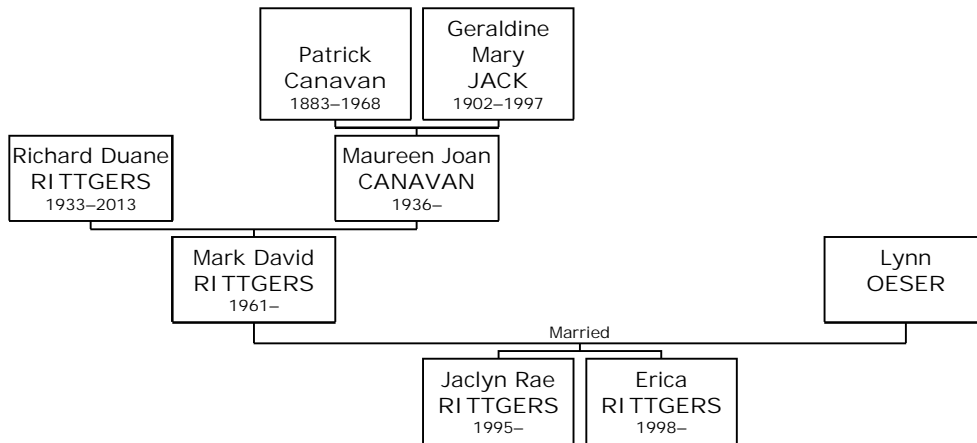 Patrick
Canavan
1883–1968
Geraldine
Mary
JACK
1902–1997
Richard Duane
RITTGERS
1933–2013
Maureen Joan
CANAVAN
1936–
Mark David
RITTGERS
1961–
Lynn
OESER
Married
Jaclyn Rae
RITTGERS
1995–
Erica
RITTGERS
1998–